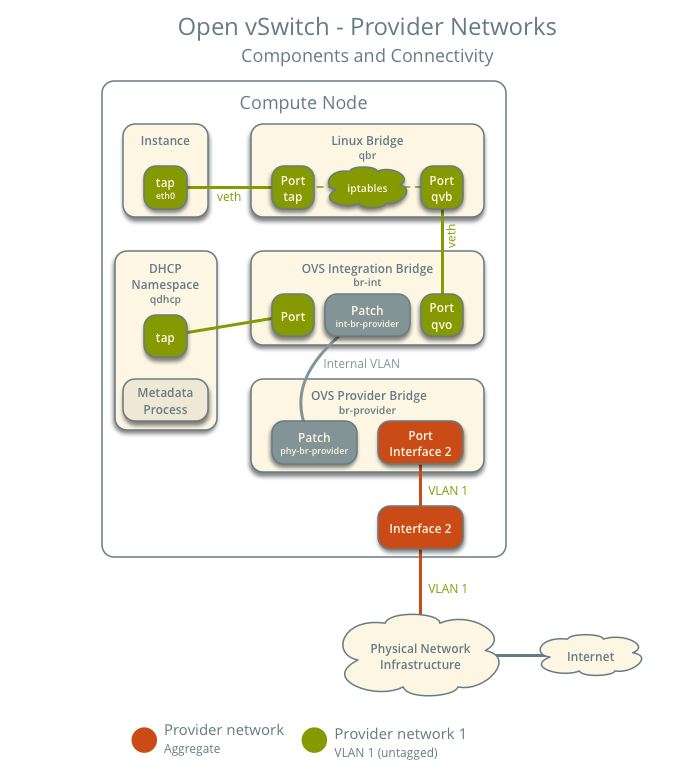 Open vSwitch - Provider Networks
Components and Connectivity
Compute Node
Instance
tap
eth0
veth
Linux Bridge
qbr
Port
tap
iptables
Port
qvb
veth
DHCP
Namespace
qdhcp
tap
Metadata
Process
OVS Integration Bridge
br-int
Port
Patch
int-br-provider
Port
qvo
Internal VLAN
OVS Provider Bridge
br-provider
Patch
phy-br-provider
Port
Interface 2
VLAN 1
Interface 2
VLAN 1
Physical Network
Infrastructure
Internet
Provider network
Aggregate
Provider network 1
VLAN 1 (untagged)